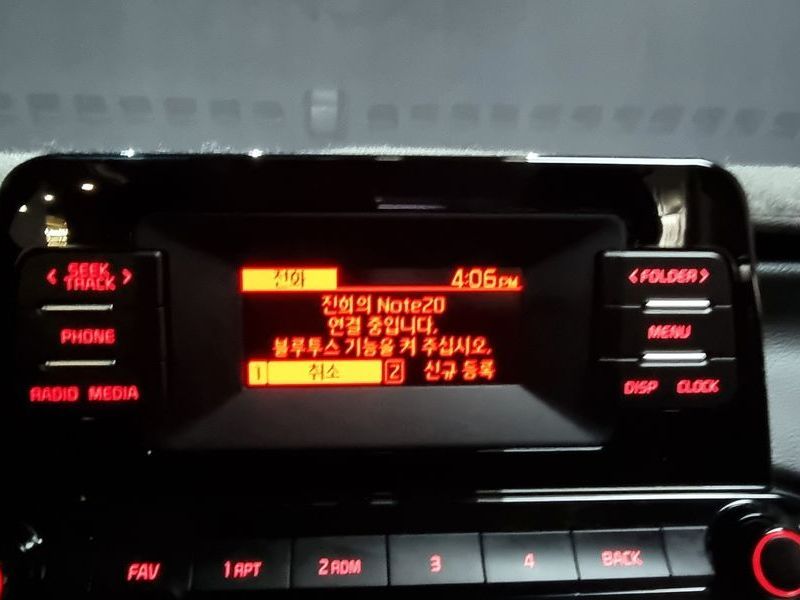 전화 4:06PM
진희의 Note20
연결 중입니다.
블루투스 기능을 켜 주십시오.
1 취소 2 신규 등록
< SEEK TRACK >
PHONE
RADIO MEDIA
< FOLDER >
MENU
DISP CLOCK
FAV 1 RPT 2 RDM 3 4 BACK